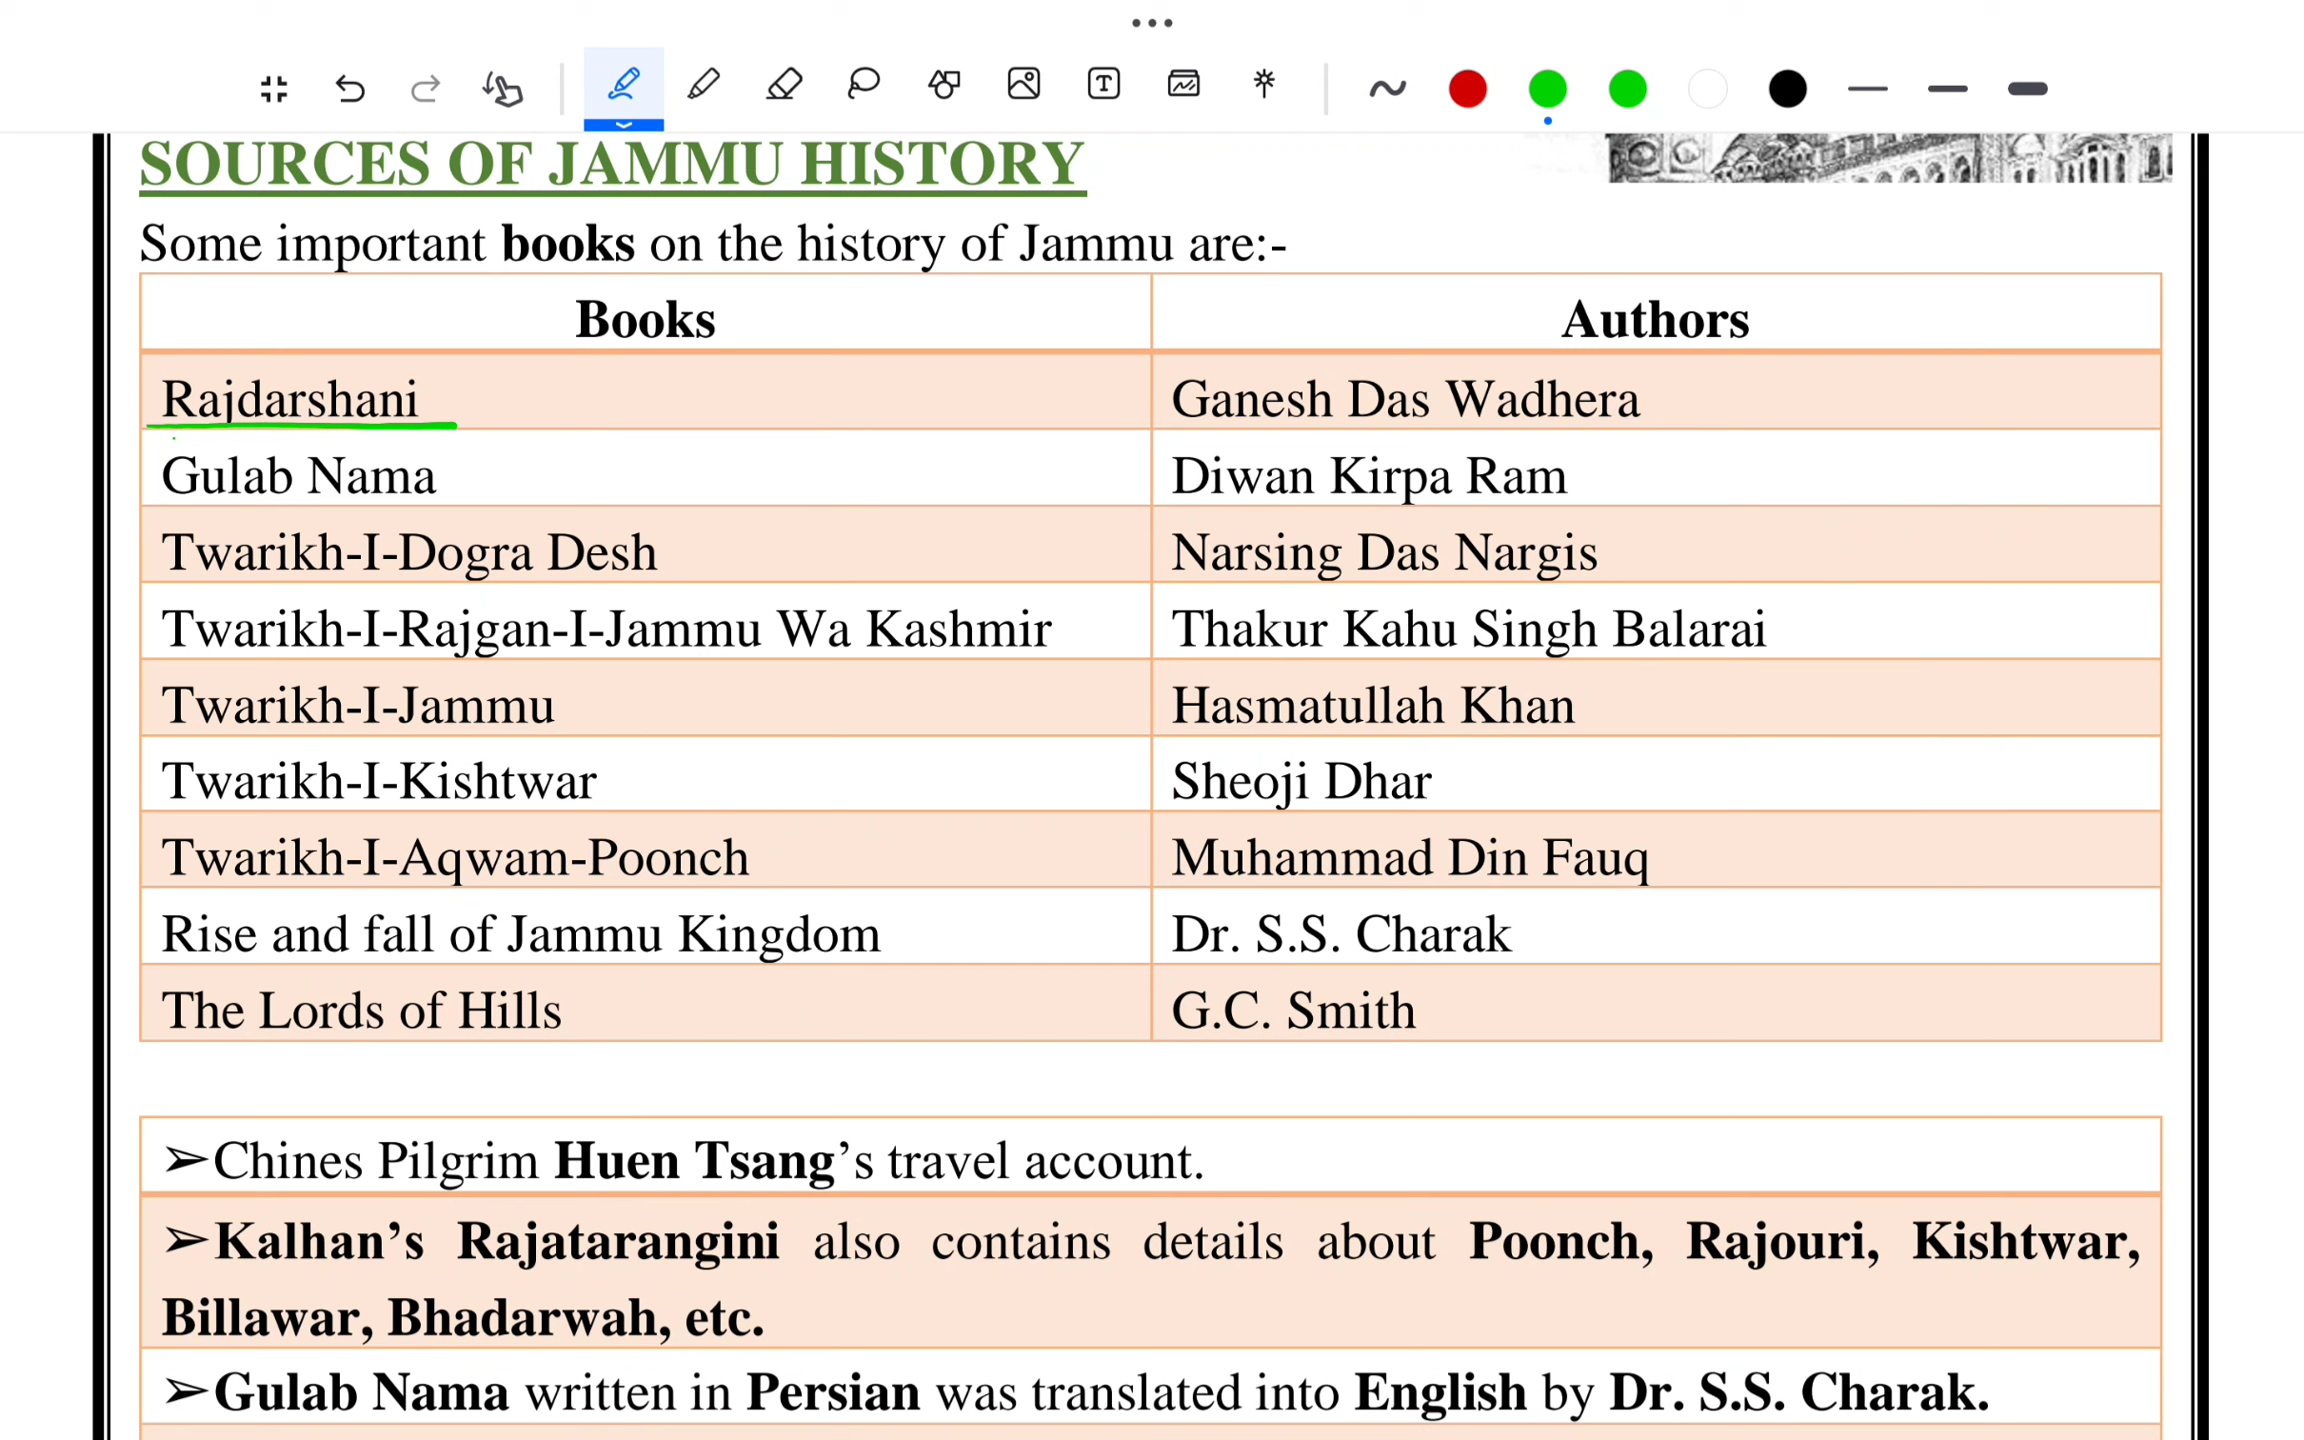 SOURCES OF JAMMU HISTORY
Some important books on the history of Jammu are:-
Books Authors
Rajdarshani Ganesh Das Wadhera
Gulab Nama Diwan Kirpa Ram
Twarikh-I-Dogra Desh Narsing Das Nargis
Twarikh-I-Rajgan-I-Jammu Wa Kashmir Thakur Kahu Singh Balarai
Twarikh-I-Jammu Hasmatullah Khan
Twarikh-I-Kishtwar Sheoji Dhar
Twarikh-I-Aqwam-Poonch Muhammad Din Fauq
Rise and fall of Jammu Kingdom Dr. S.S. Charak
The Lords of Hills G.C. Smith
➢Chines Pilgrim Huen Tsang’s travel account.
➢Kalhan’s Rajatarangini also contains details about Poonch, Rajouri, Kishtwar,
Billawar, Bhadarwah, etc.
➢Gulab Nama written in Persian was translated into English by Dr. S.S. Charak.